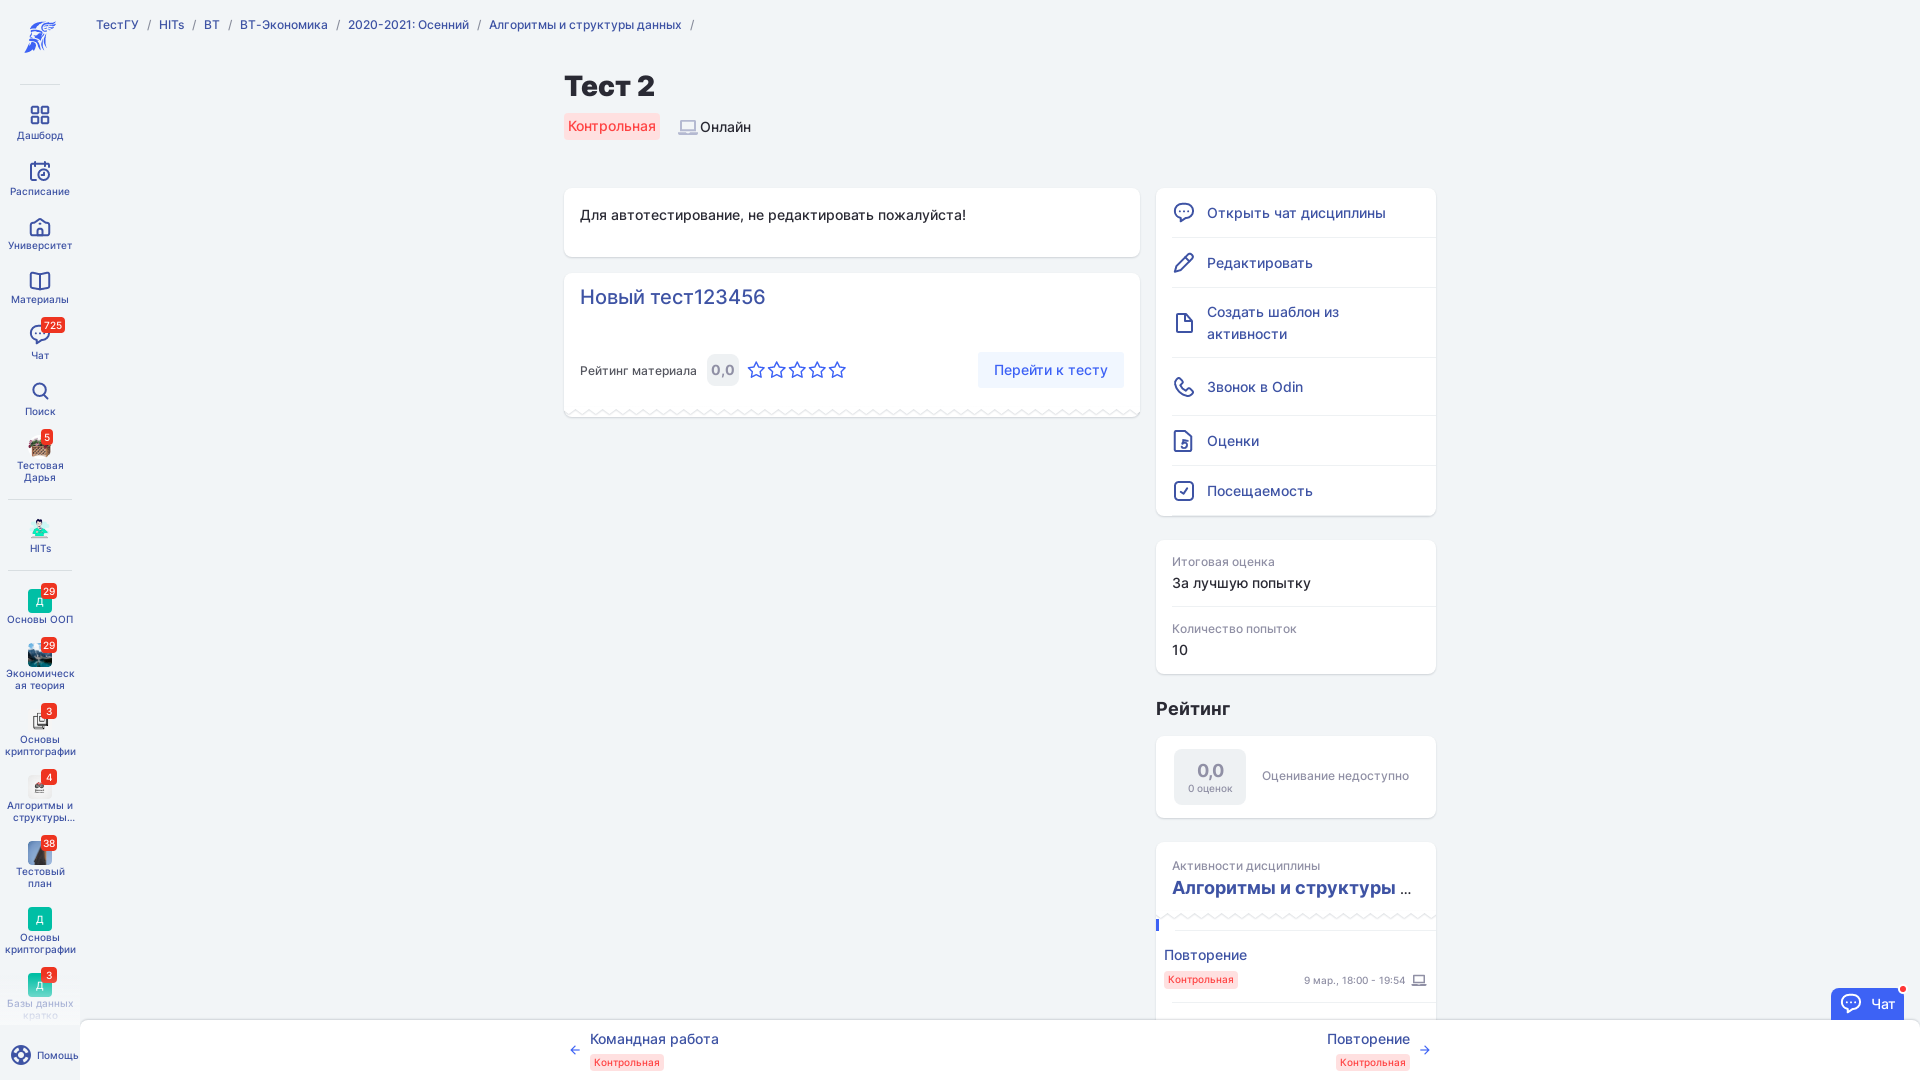 ТестГУ / HITs / ВТ / ВТ-Экономика / 2020-2021: Осенний / Алгоритмы и структуры данных /
Дашборд
Расписание
Университет
Материалы
725
Чат
Поиск
5
Тестовая
Дарья
HITs
29
Д
Основы ООП
29
Экономическ
ая теория
3
Основы
криптографии
4
Алгоритмы и
структуры...
38
Тестовый
план
Д
Основы
криптографии
3
Д
Базы данных
кратко
Помощь
Тест 2
Контрольная
Онлайн
Для автотестирование, не редактировать пожалуйста!
Новый тест123456
Рейтинг материала 0,0
Перейти к тесту
Открыть чат дисциплины
Редактировать
Создать шаблон из
активности
Звонок в Odin
Оценки
Посещаемость
Итоговая оценка
За лучшую попытку
Количество попыток
10
Рейтинг
0,0
0 оценок
Оценивание недоступно
Активности дисциплины
Алгоритмы и структуры ...
Повторение
Контрольная
9 мар., 18:00 - 19:54
Чат
Командная работа
Контрольная
Повторение
Контрольная